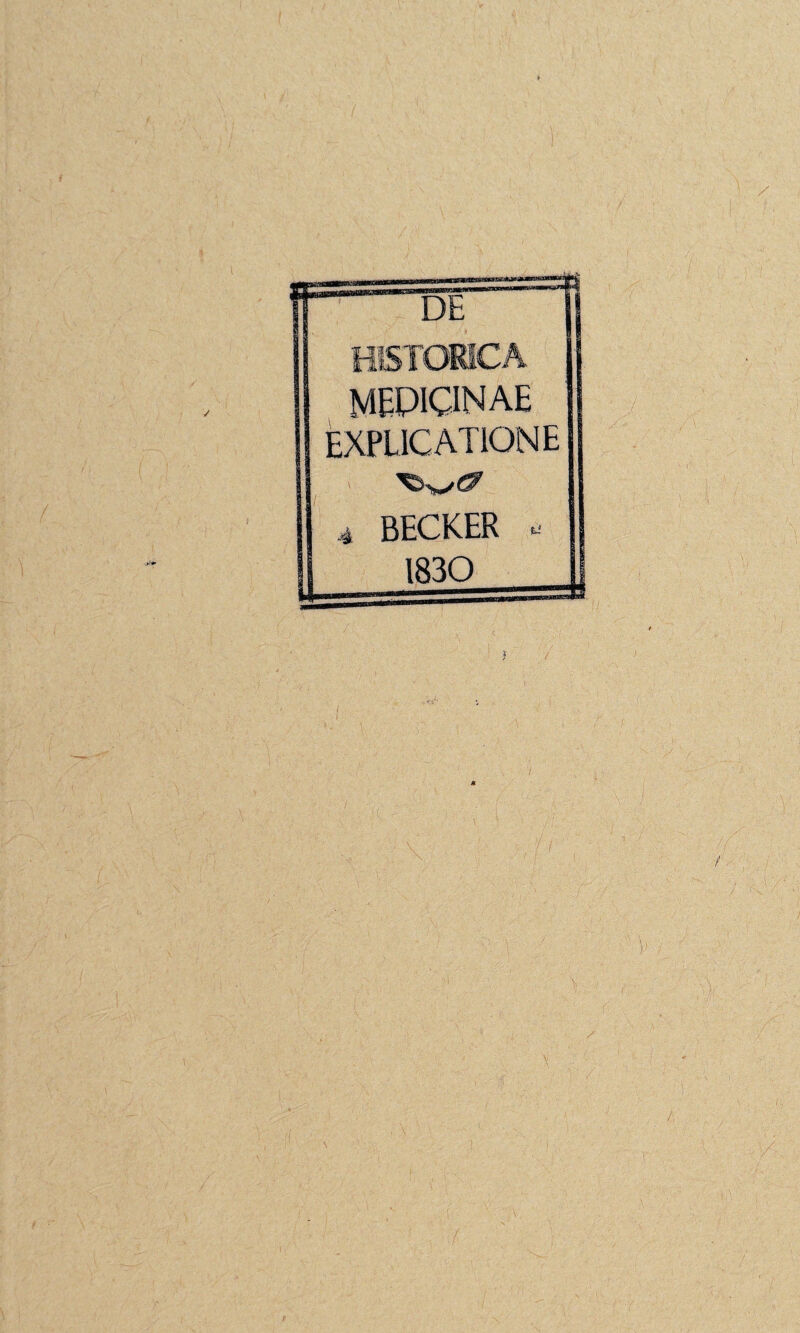 DE
HISTORICA
MEDICINAE
EXPLICATIONE
BECKER
1830